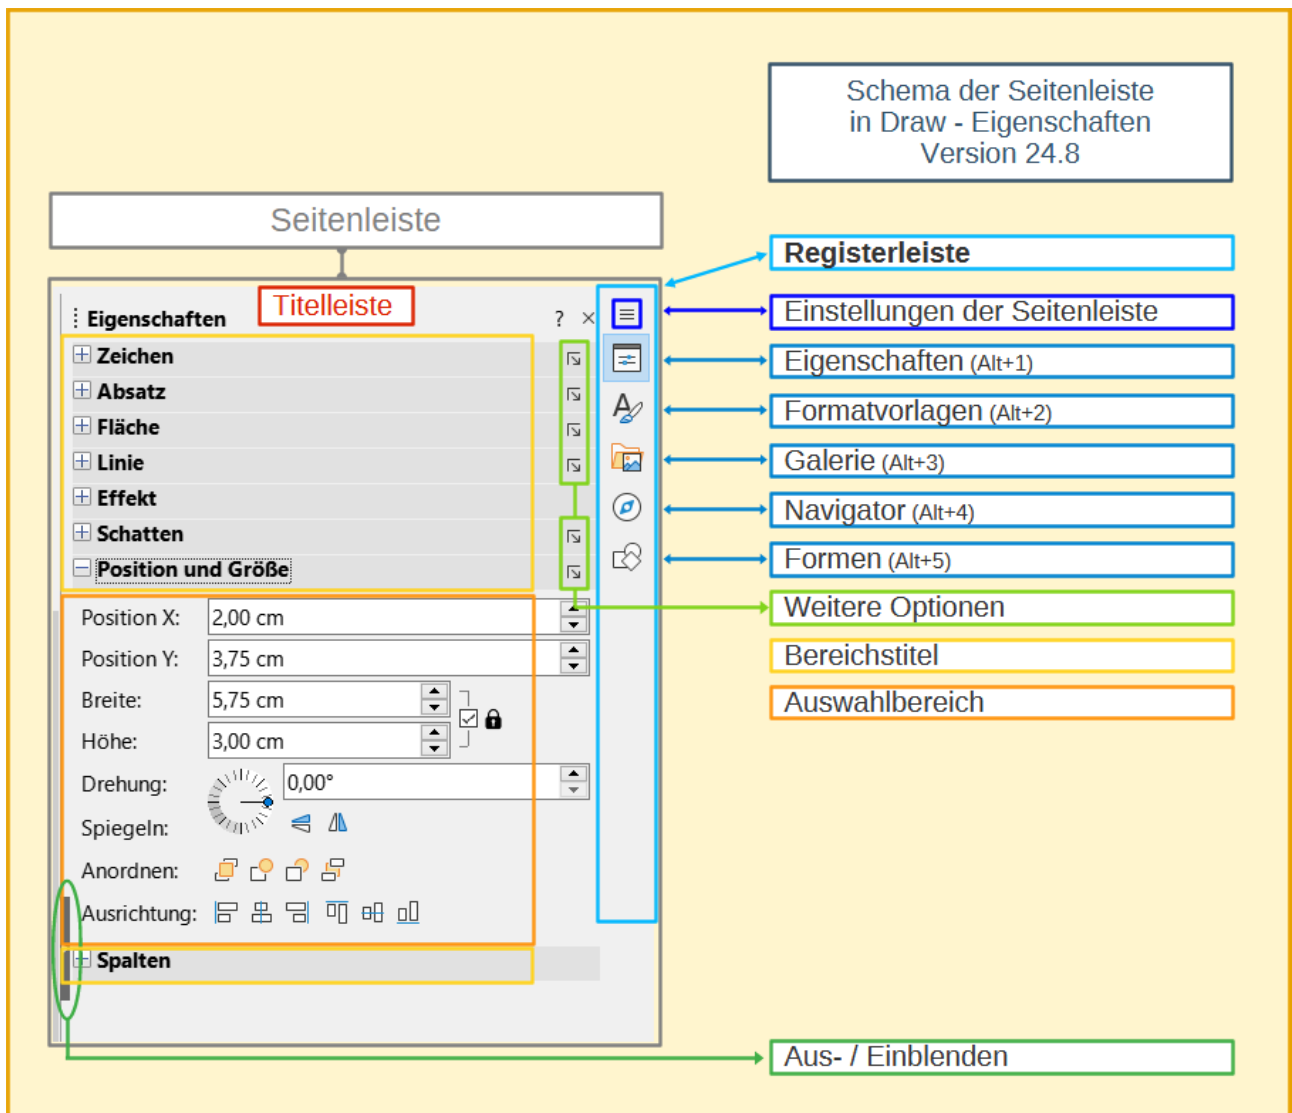 Schema der Seitenleiste
in Draw - Eigenschaften
Version 24.8
Seitenleiste
Titelleiste
Eigenschaften
?
Zeichen
Absatz
Fläche
Linie
Effekt
Schatten
Position und Größe
Position X: 2,00 cm
Position Y: 3,75 cm
Breite: 5,75 cm
Höhe: 3,00 cm
Drehung: 0,00°
Spiegeln:
Anordnen:
Ausrichtung:
Spalten
Registerleiste
Einstellungen der Seitenleiste
Eigenschaften (Alt+1)
Formatvorlagen (Alt+2)
Galerie (Alt+3)
Navigator (Alt+4)
Formen (Alt+5)
Weitere Optionen
Bereichstitel
Auswahlbereich
Aus- / Einblenden